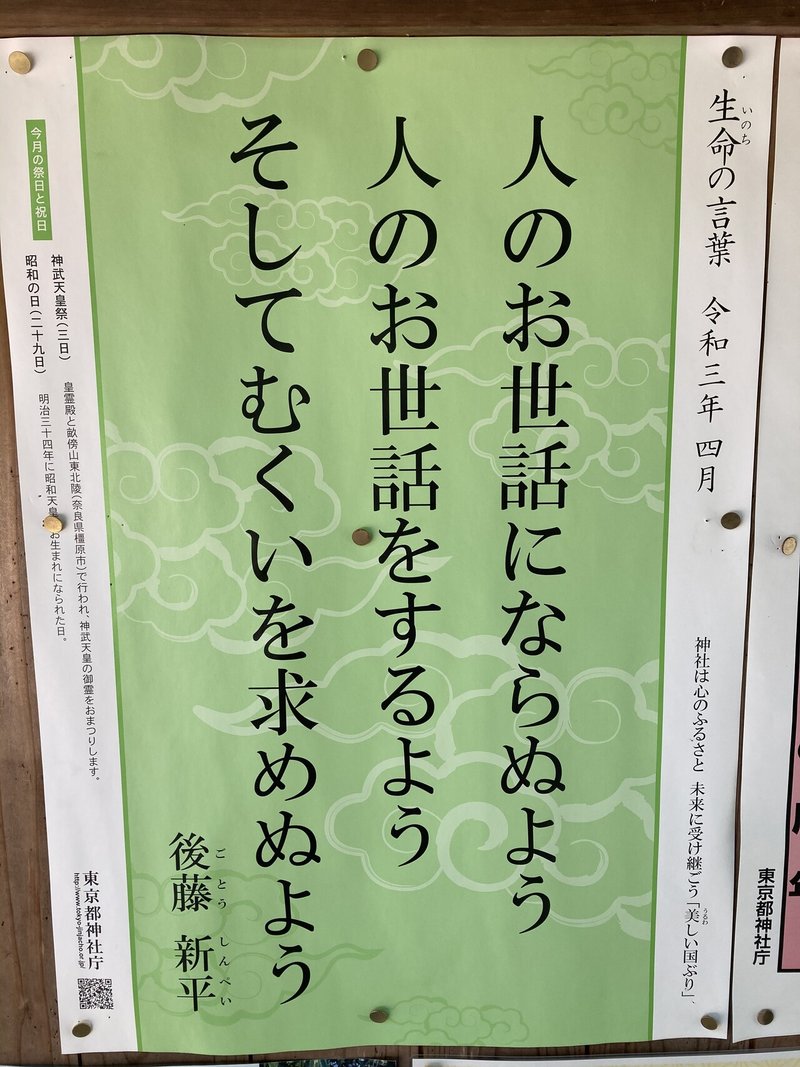 生命の言葉 令和三年 四月
いのち
神社は心のふるさと 未来に受け継ごう「美しい国ぶり」
うるわ
人のお世話にならぬよう
人のお世話をするよう
そしてむくいを求めぬよう
後藤 新平
ごとう しんぺい
今月の祭日と祝日
神武天皇祭(三日)
皇霊殿と畝傍山東北陵(奈良県橿原市)で行われ、神武天皇の御霊をおまつりします。
昭和の日(二十九日)
明治三十四年に昭和天皇お生まれになられた日。
東京都神社庁
http://www.tokyo-jinjacho.or.jp/
東京都神社庁